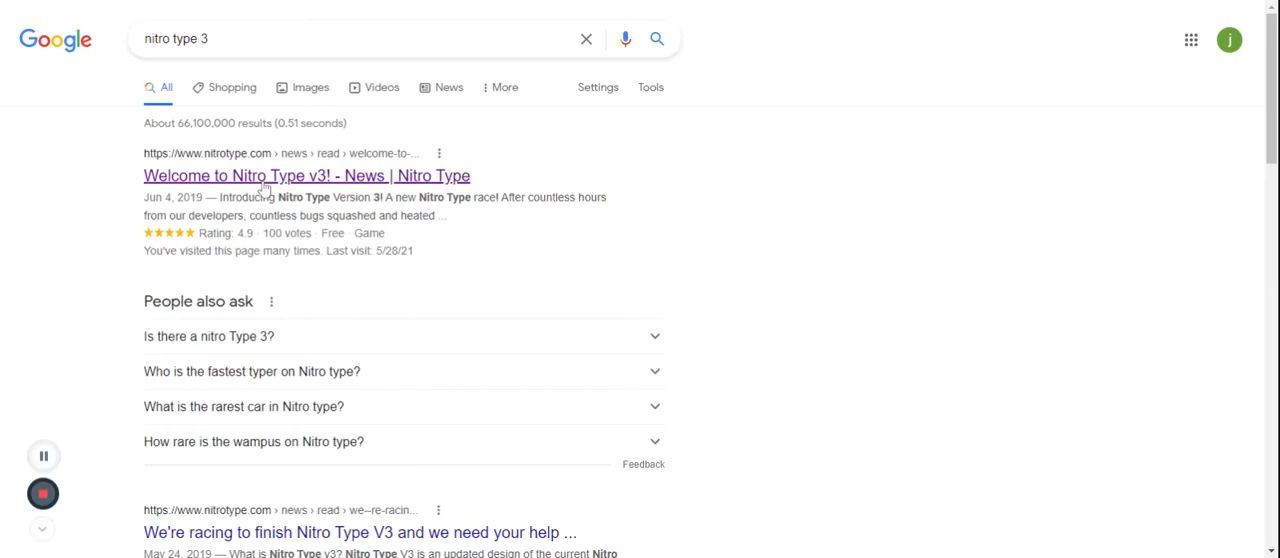 Google
nitro type 3
j
All
Shopping
Images
Videos
News
More
Settings
Tools
About 66,100,000 results (0.51 seconds)
https://www.nitrotype.com › news › read › welcome-to-...
Welcome to Nitro Type v3! - News | Nitro Type
Jun 4, 2019 — Introducing Nitro Type Version 3! A new Nitro Type race! After countless hours
from our developers, countless bugs squashed and heated ...
Rating: 4.9 · 100 votes · Free · Game
You've visited this page many times. Last visit: 5/28/21
People also ask
Is there a nitro Type 3?
Who is the fastest typer on Nitro type?
What is the rarest car in Nitro type?
How rare is the wampus on Nitro type?
Feedback
https://www.nitrotype.com › news › read › we--re-racin...
We're racing to finish Nitro Type V3 and we need your help ...
May 24, 2019 — What is Nitro Type v3? Nitro Type V3 is an updated design of the current Nitro